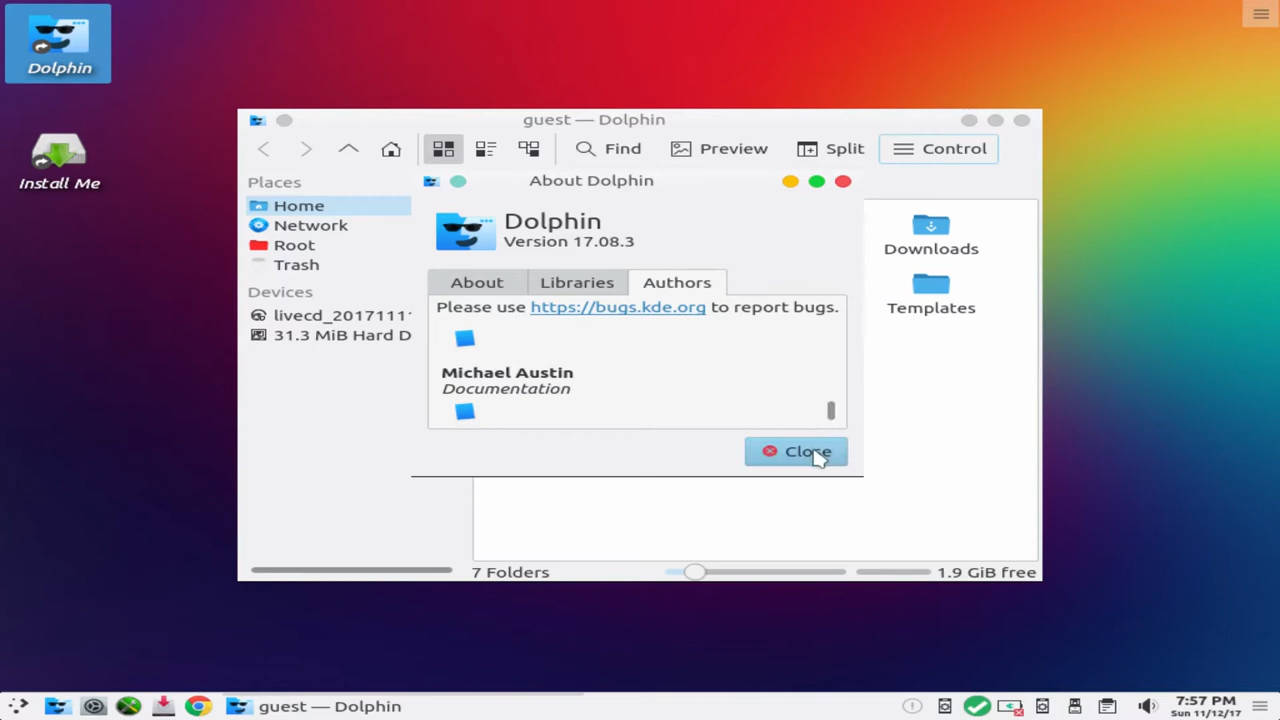 Dolphin
Install Me
guest — Dolphin
Find
Preview
Split
Control
Places
Home
Network
Root
Trash
Devices
livecd_2017111
31.3 MiB Hard D
About Dolphin
Dolphin
Version 17.08.3
About
Libraries
Authors
Please use https://bugs.kde.org to report bugs.
Michael Austin
Documentation
Close
Downloads
Templates
7 Folders
1.9 GiB free
guest — Dolphin
7:57 PM
Sun 11/12/17